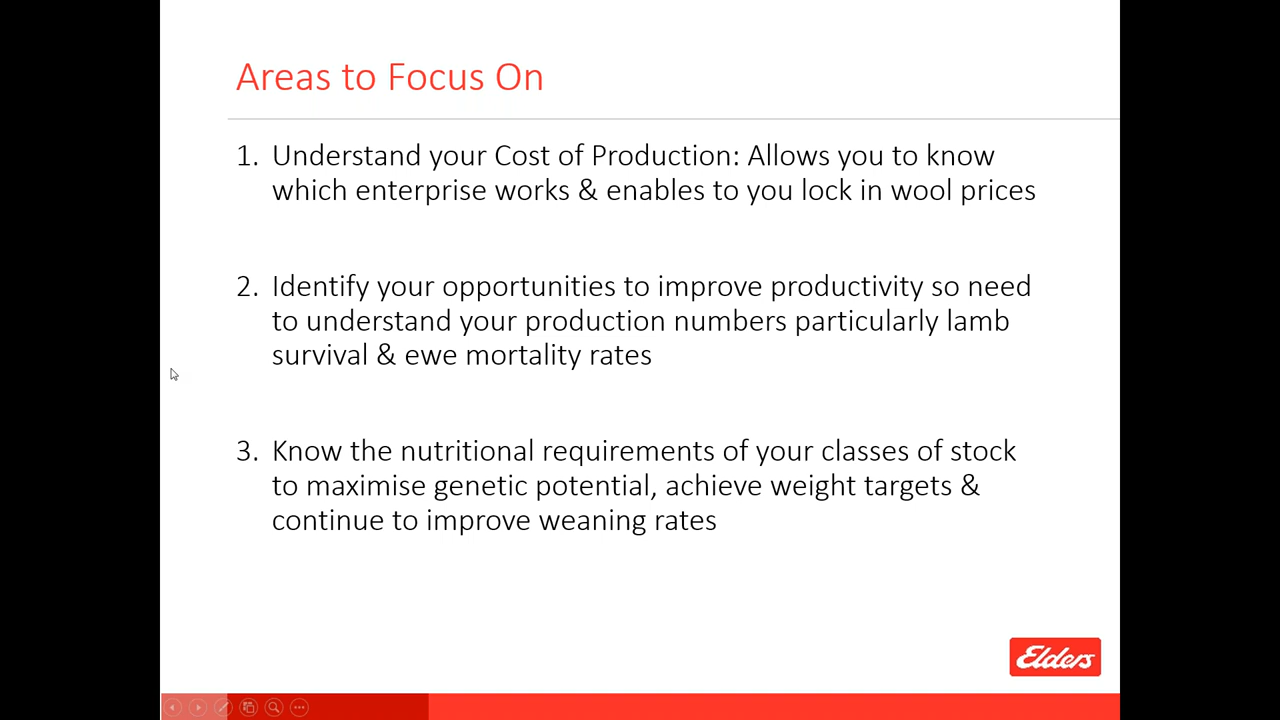 Areas to Focus On
1. Understand your Cost of Production: Allows you to know
which enterprise works & enables to you lock in wool prices
2. Identify your opportunities to improve productivity so need
to understand your production numbers particularly lamb
survival & ewe mortality rates
3. Know the nutritional requirements of your classes of stock
to maximise genetic potential, achieve weight targets &
continue to improve weaning rates
Elders